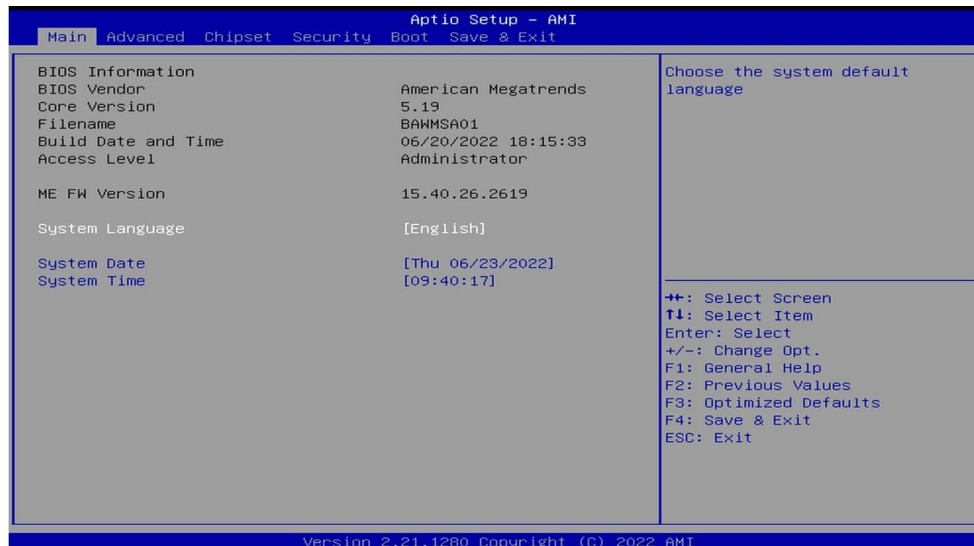 Aptio Setup – AMI
Main Advanced Chipset Security Boot Save & Exit
BIOS Information
BIOS Vendor American Megatrends
Core Version 5.19
Filename BAWMSA01
Build Date and Time 06/20/2022 18:15:33
Access Level Administrator
ME FW Version 15.40.26.2619
System Language [English]
System Date [Thu 06/23/2022]
System Time [09:40:17]
Choose the system default
language
→←: Select Screen
↑↓: Select Item
Enter: Select
+/-: Change Opt.
F1: General Help
F2: Previous Values
F3: Optimized Defaults
F4: Save & Exit
ESC: Exit
Version 2.21.1280 Copyright (C) 2022 AMI